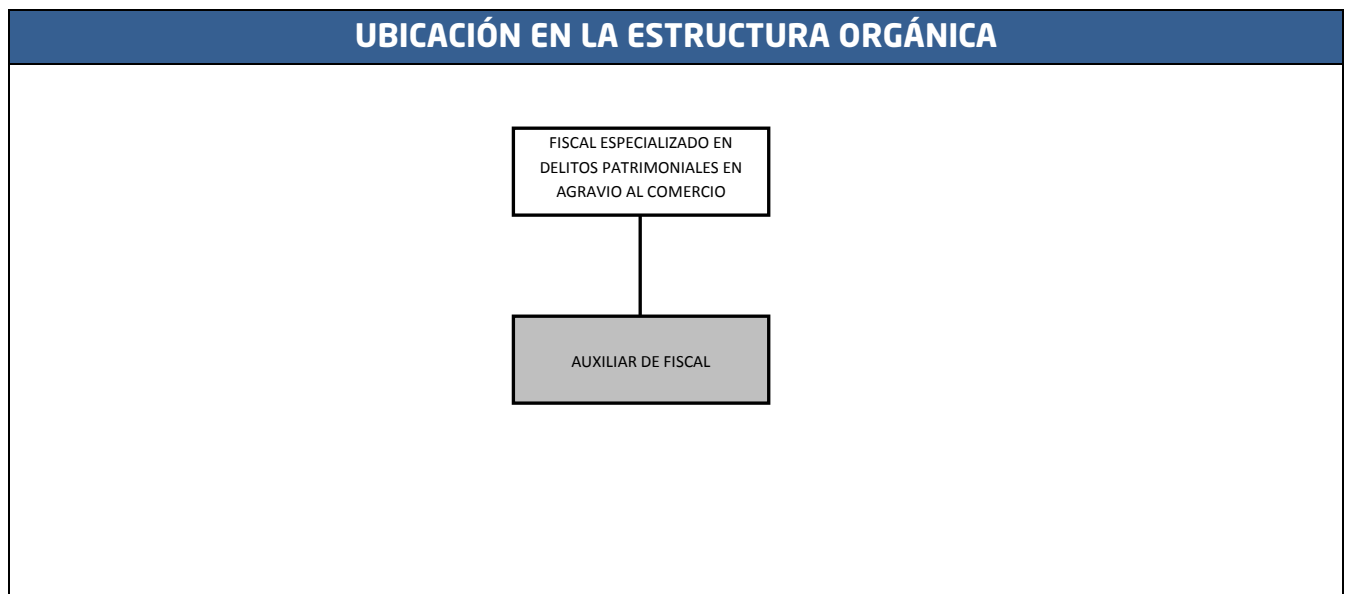 UBICACIÓN EN LA ESTRUCTURA ORGÁNICA
FISCAL ESPECIALIZADO EN
DELITOS PATRIMONIALES EN
AGRAVIO AL COMERCIO
AUXILIAR DE FISCAL